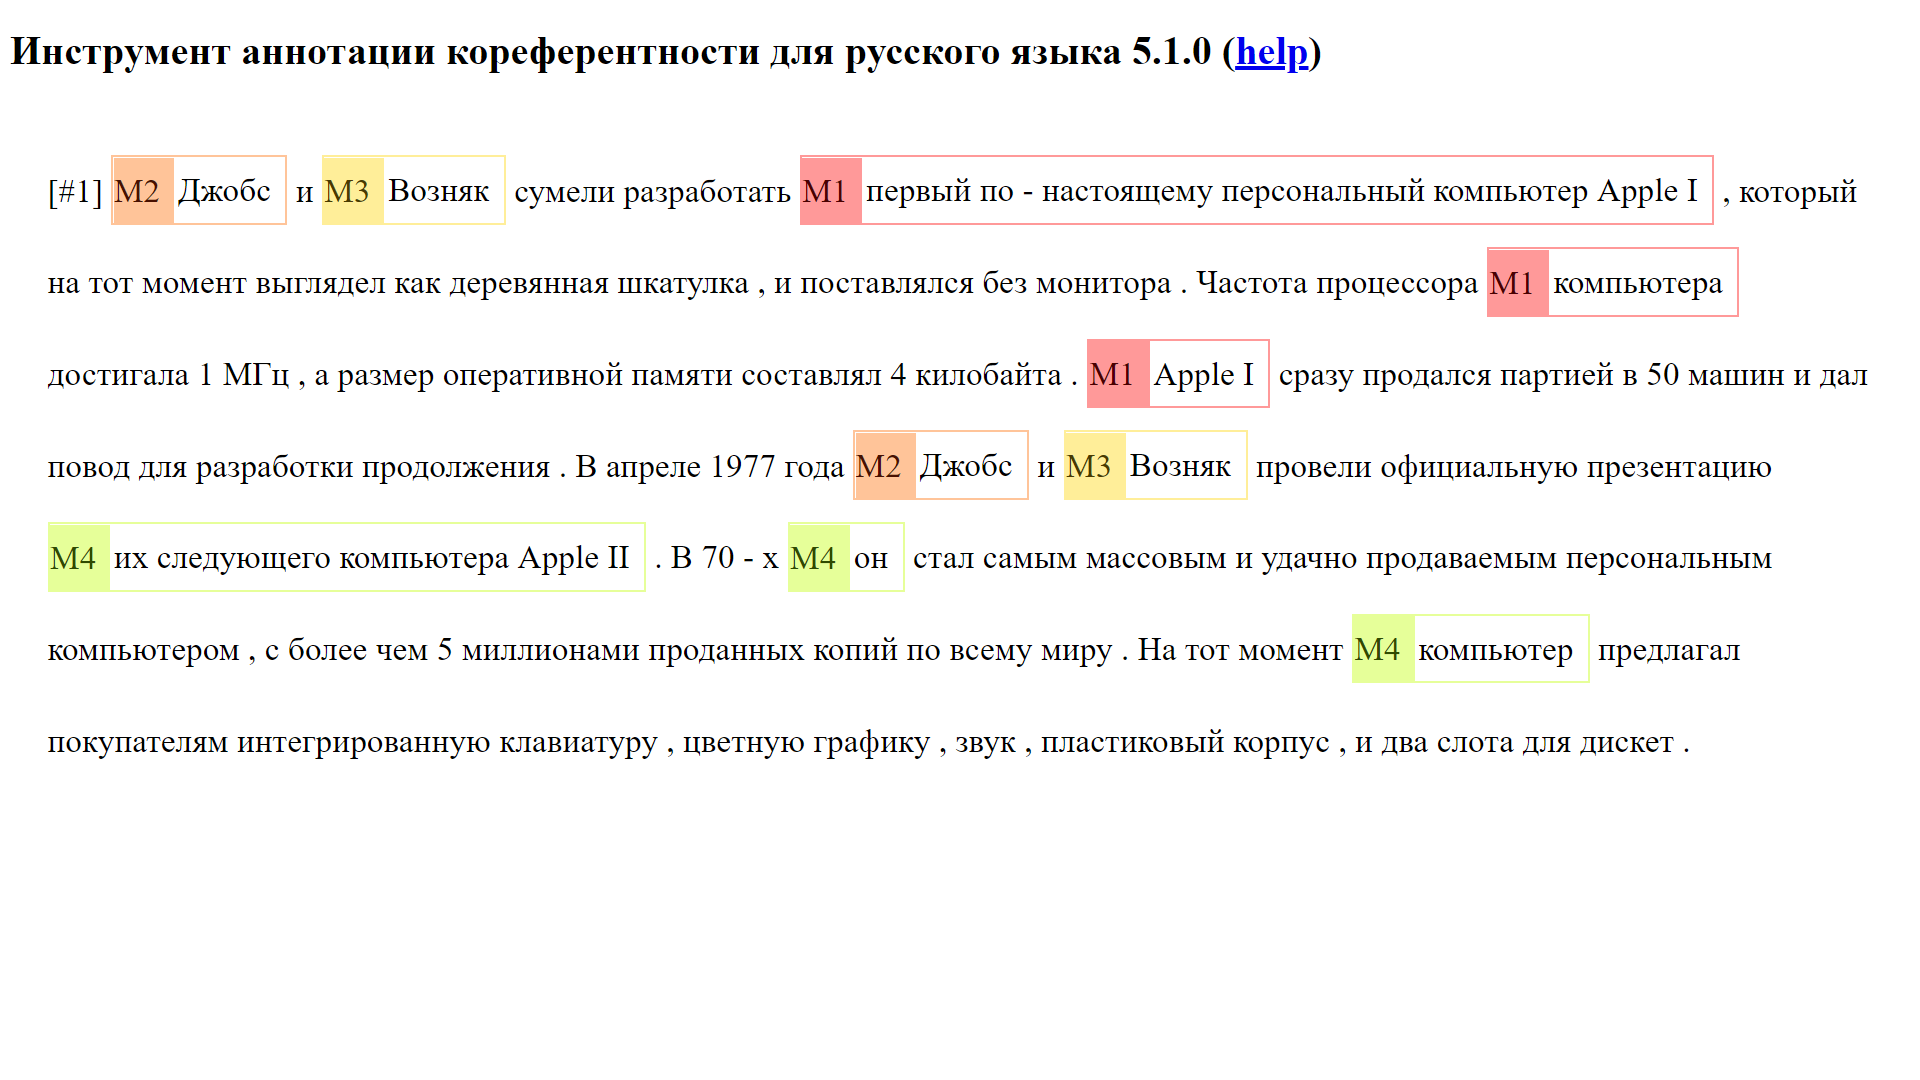 Инструмент аннотации кореферентности для русского языка 5.1.0 (help)
[#1] M2 Джобс и M3 Возняк сумели разработать M1 первый по - настоящему персональный компьютер Apple I , который
на тот момент выглядел как деревянная шкатулка , и поставлялся без монитора . Частота процессора M1 компьютера
достигала 1 МГц , а размер оперативной памяти составлял 4 килобайта . M1 Apple I сразу продался партией в 50 машин и дал
повод для разработки продолжения . В апреле 1977 года M2 Джобс и M3 Возняк провели официальную презентацию
M4 их следующего компьютера Apple II . В 70 - х M4 он стал самым массовым и удачно продаваемым персональным
компьютером , с более чем 5 миллионами проданных копий по всему миру . На тот момент M4 компьютер предлагал
покупателям интегрированную клавиатуру , цветную графику , звук , пластиковый корпус , и два слота для дискет .